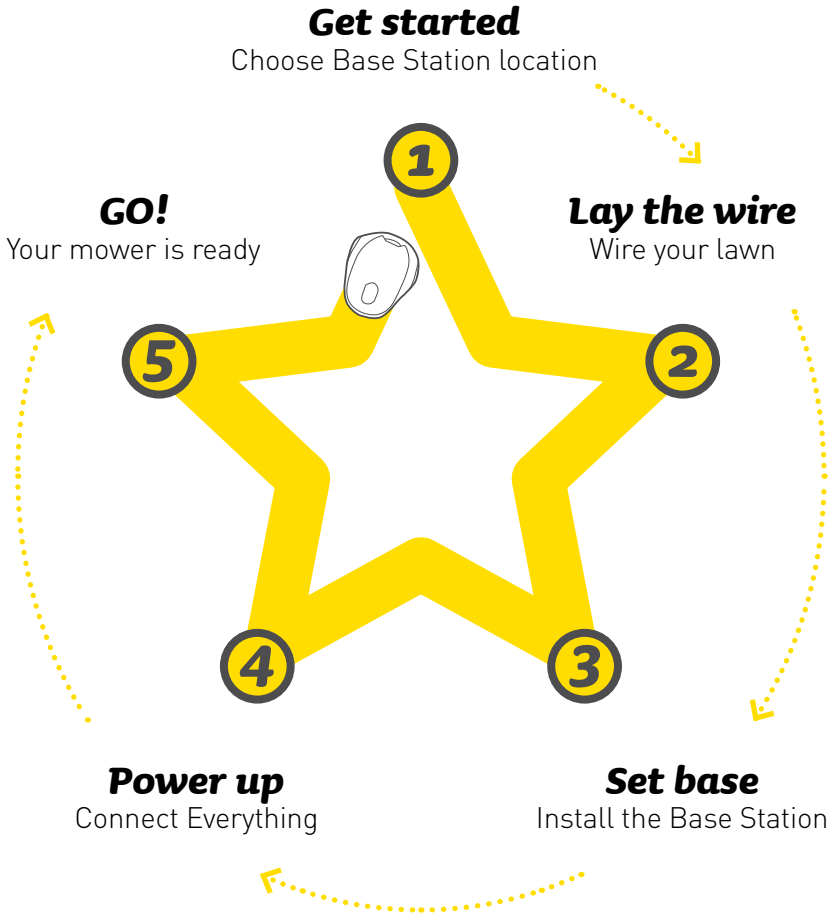 Get started
Choose Base Station location
1
Lay the wire
Wire your lawn
2
Set base
Install the Base Station
3
Power up
Connect Everything
4
GO!
Your mower is ready
5